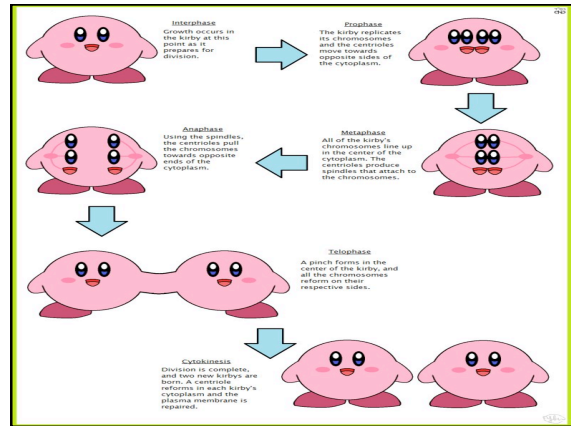 Interphase
Growth occurs in
the kirby at this
point as it
prepares for
division.
Prophase
The kirby replicates
its chromosomes
and the centrioles
move towards
opposite sides of
the cytoplasm.
Anaphase
Using the spindles,
the centrioles pull
the chromosomes
towards opposite
ends of the
cytoplasm.
Metaphase
All of the kirby's
chromosomes line up
in the center of the
cytoplasm. The
centrioles produce
spindles that attach to
the chromosomes.
Telophase
A pinch forms in the
center of the kirby, and
all the chromosomes
reform on their
respective sides.
Cytokinesis
Division is complete,
and two new kirbys are
born. A centriole
reforms in each kirby's
cytoplasm and the
plasma membrane is
repaired.